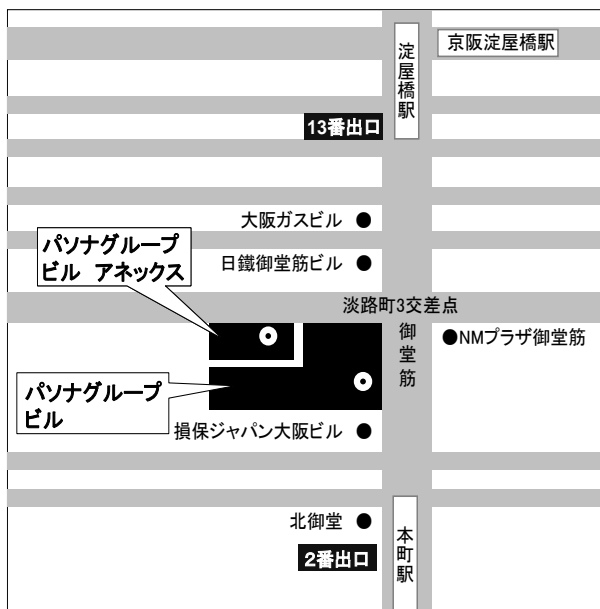 京阪淀屋橋駅
淀屋橋駅
13番出口
大阪ガスビル
パソナグループ
ビル アネックス
日鐵御堂筋ビル
淡路町3交差点
御堂筋
NMプラザ御堂筋
パソナグループ
ビル
損保ジャパン大阪ビル
北御堂
2番出口
本町駅